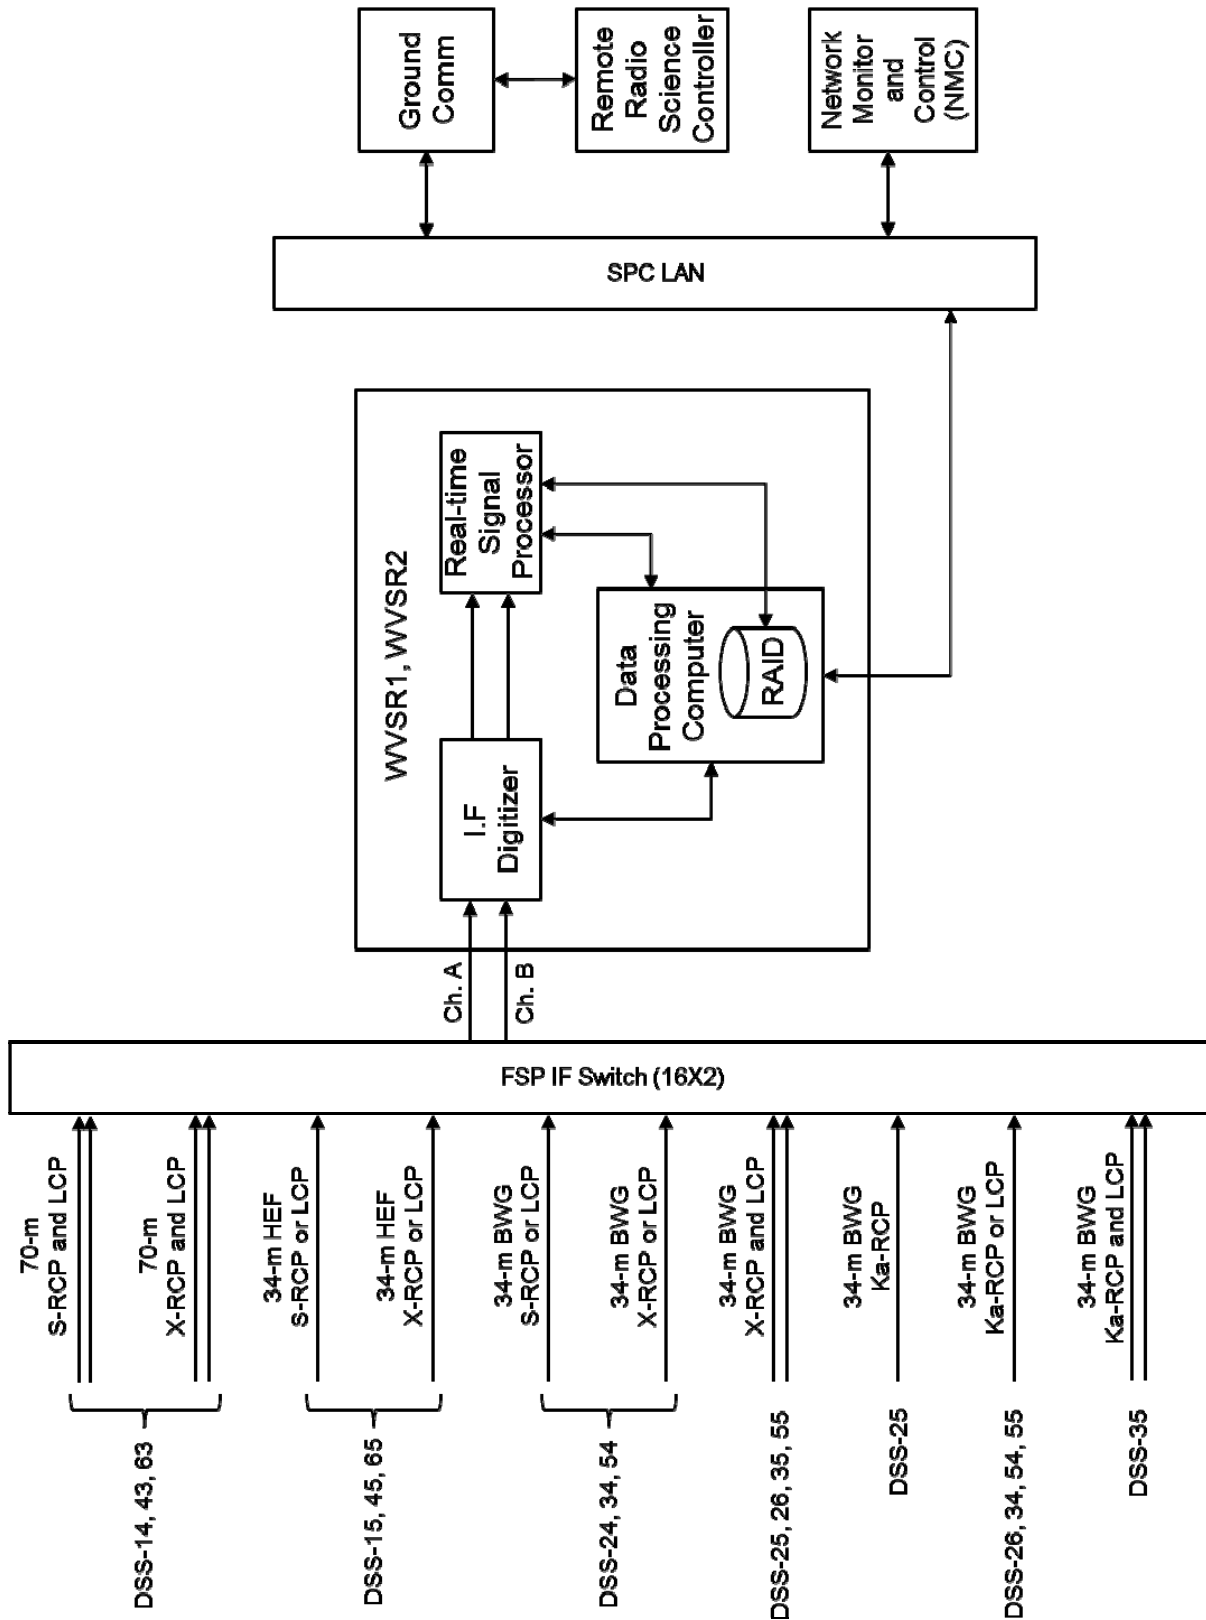 70-m
S-RCP and LCP
70-m
X-RCP and LCP
DSS-14, 43, 63
34-m HEF
S-RCP or LCP
34-m HEF
X-RCP or LCP
DSS-15, 45, 65
34-m BWG
S-RCP or LCP
34-m BWG
X-RCP or LCP
DSS-24, 34, 54
34-m BWG
X-RCP and LCP
DSS-25, 26, 35, 55
34-m BWG
Ka-RCP
DSS-25
34-m BWG
Ka-RCP or LCP
DSS-26, 34, 54, 55
34-m BWG
Ka-RCP and LCP
DSS-35
FSP IF Switch (16X2)
Ch. A
Ch. B
WVSR1, WVSR2
I.F
Digitizer
Real-time
Signal
Processor
Data
Processing
Computer
RAID
SPC LAN
Ground
Comm
Remote
Radio
Science
Controller
Network
Monitor
and
Control
(NMC)